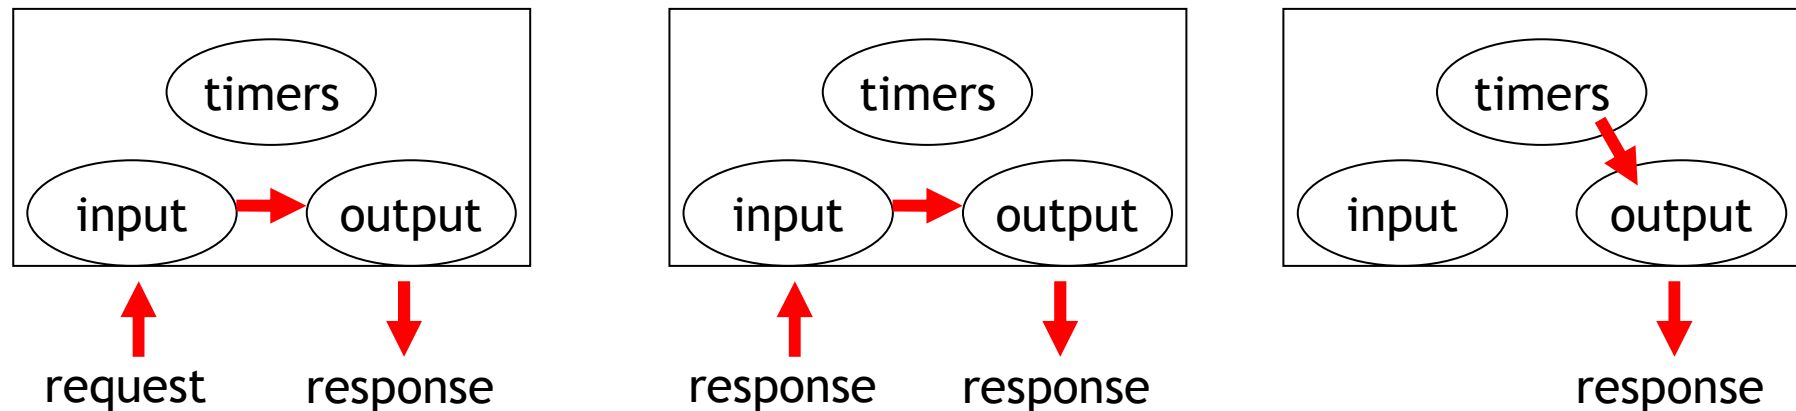 timers timers timers
input output input output input output
request response response response response